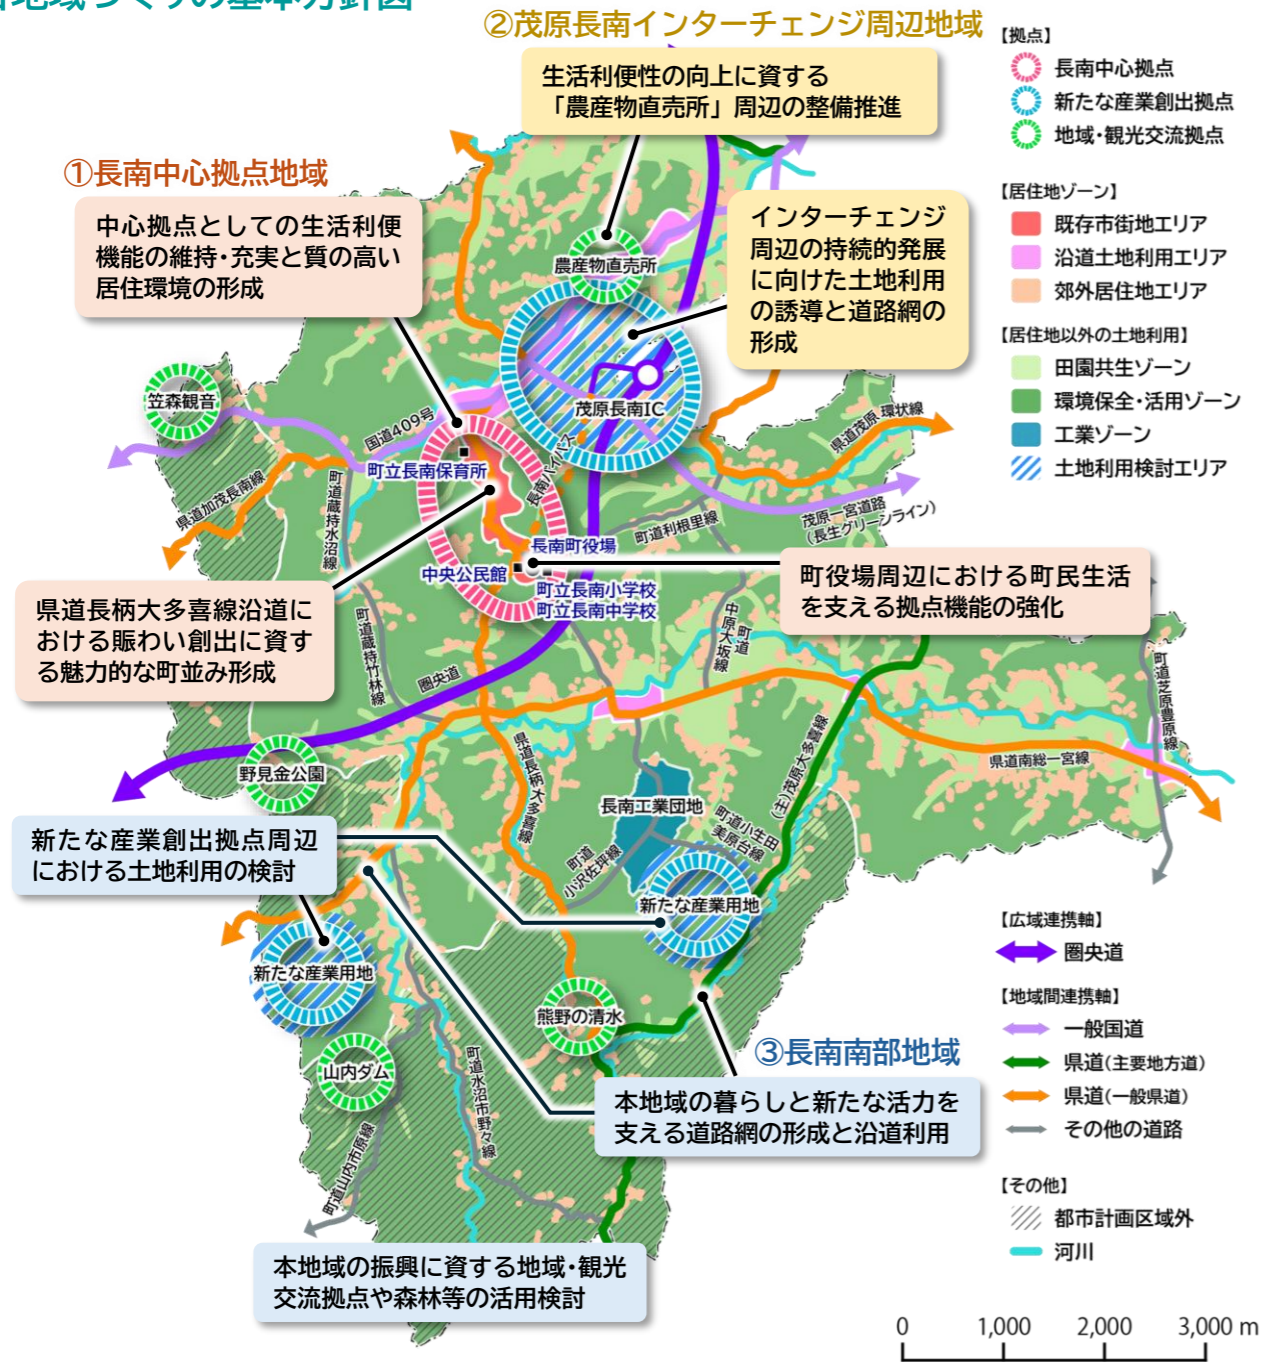 地域づくりの基本方針図
②茂原長南インターチェンジ周辺地域
生活利便性の向上に資する
「農産物直売所」周辺の整備推進
①長南中心拠点地域
中心拠点としての生活利便
機能の維持・充実と質の高い
居住環境の形成
インターチェンジ
周辺の持続的発展
に向けた土地利用
の誘導と道路網の
形成
農産物直売所
笠森観音
茂原長南IC
国道409号
町立長南保育所
長南バイパス
県道茂原環状線
県道加茂長南線
町道蔵持水沼線
茂原一宮道路
(長生グリーンライン)
町道利根里線
長南町役場
中央公民館
町立長南小学校
町立長南中学校
町役場周辺における町民生活
を支える拠点機能の強化
県道長柄大多喜線沿道に
おける賑わい創出に資す
る魅力的な町並み形成
町道蔵持竹林線
町道
中原大坂線
圏央道
町道芝原豊原線
野見金公園
県道長柄大多喜線
(主)茂原大多喜線
県道南総一宮線
長南工業団地
町道小生田
美原台線
町道
小沢佐坪線
新たな産業創出拠点周辺
における土地利用の検討
新たな産業用地
新たな産業用地
熊野の清水
山内ダム
町道水沼市野々線
③長南南部地域
本地域の暮らしと新たな活力を
支える道路網の形成と沿道利用
町道山内市原線
本地域の振興に資する地域・観光
交流拠点や森林等の活用検討
【拠点】
長南中心拠点
新たな産業創出拠点
地域・観光交流拠点
【居住地ゾーン】
既存市街地エリア
沿道土地利用エリア
郊外居住地エリア
【居住地以外の土地利用】
田園共生ゾーン
環境保全・活用ゾーン
工業ゾーン
土地利用検討エリア
【広域連携軸】
圏央道
【地域間連携軸】
一般国道
県道(主要地方道)
県道(一般県道)
その他の道路
【その他】
都市計画区域外
河川
0 1,000 2,000 3,000 m